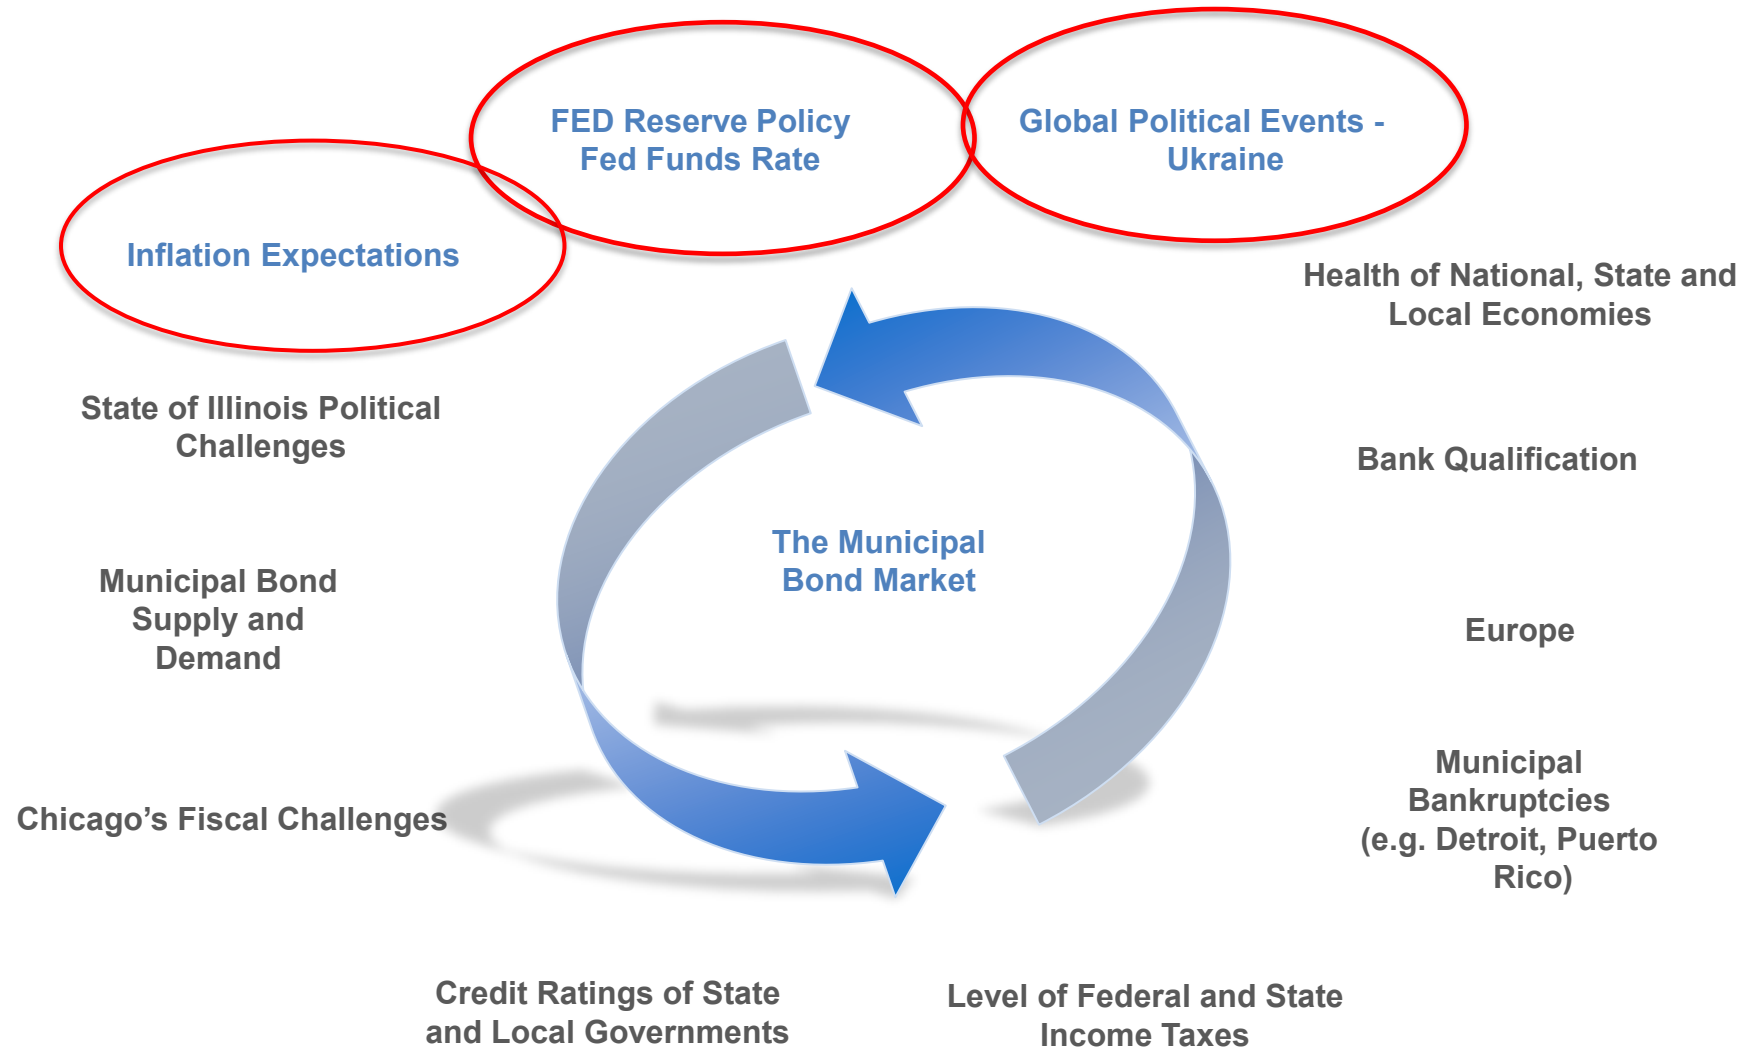 FED Reserve Policy
Fed Funds Rate
Global Political Events -
Ukraine
Inflation Expectations
Health of National, State and
Local Economies
State of Illinois Political
Challenges
Bank Qualification
The Municipal
Bond Market
Municipal Bond
Supply and
Demand
Europe
Chicago’s Fiscal Challenges
Municipal
Bankruptcies
(e.g. Detroit, Puerto
Rico)
Credit Ratings of State
and Local Governments
Level of Federal and State
Income Taxes